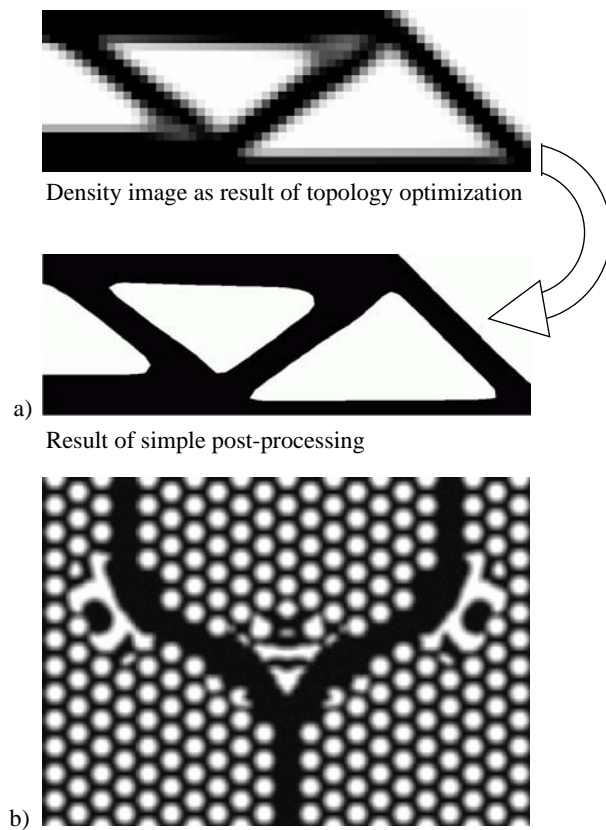 Density image as result of topology optimization
a)
Result of simple post-processing
b)